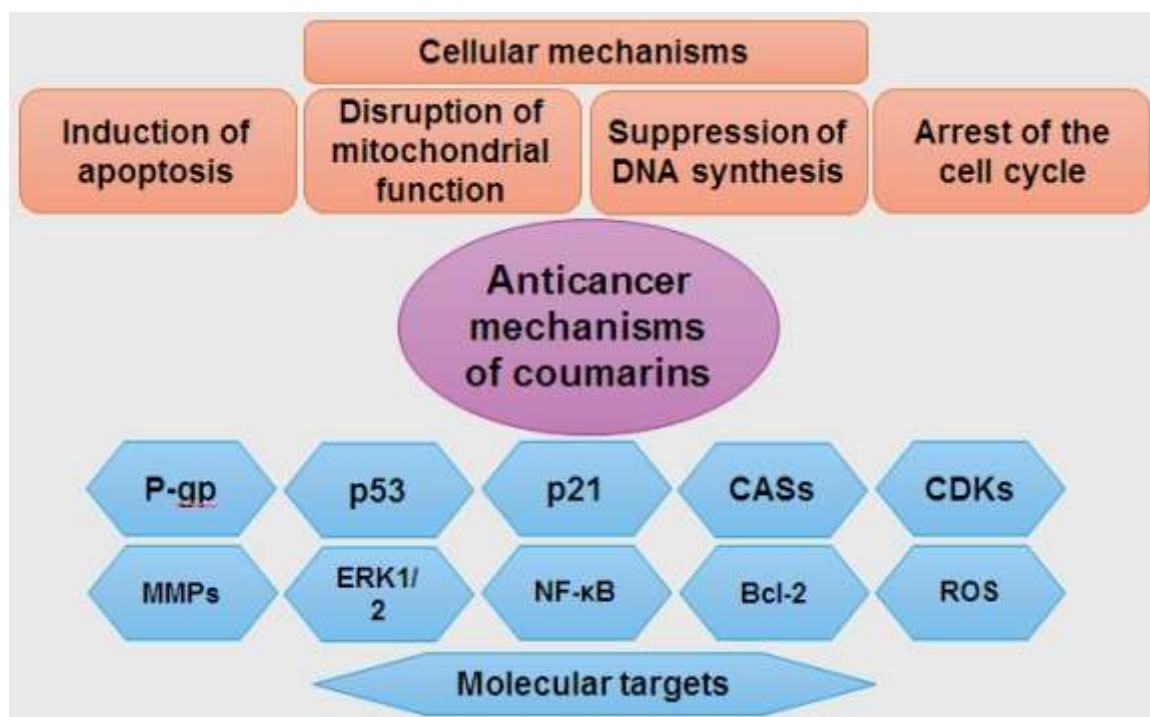 Cellular mechanisms
Induction of
apoptosis
Disruption of
mitochondrial
function
Suppression of
DNA synthesis
Arrest of the
cell cycle
Anticancer
mechanisms
of coumarins
P-gp
p53
p21
CASs
CDKs
MMPs
ERK1/
2
NF-κB
Bcl-2
ROS
Molecular targets